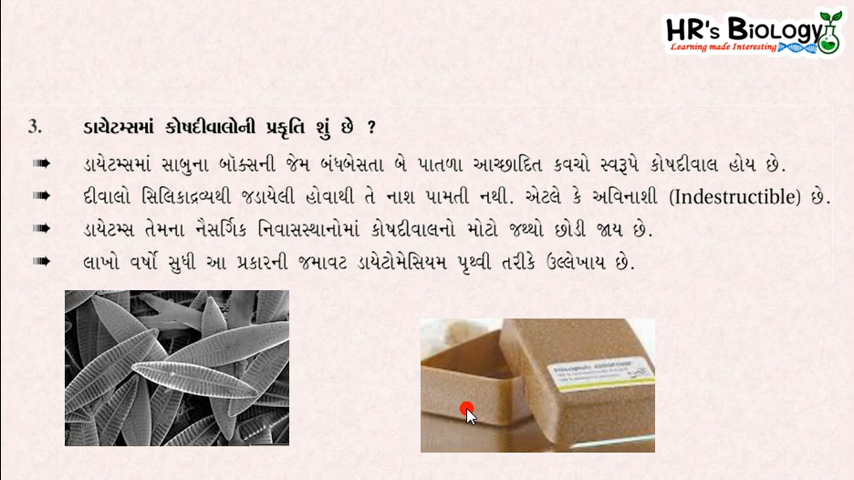 HR's Biology
Learning made Interesting
3. ડાયેટમ્સમાં કોષદીવાલોની પ્રકૃતિ શું છે ?
ડાયેટમ્સમાં સાબુના બૉક્સની જેમ બંધબેસતા બે પાતળા આચ્છાદિત કવચો સ્વરૂપે કોષદીવાલ હોય છે.
દીવાલો સિલિકાદ્રવ્યથી જડાયેલી હોવાથી તે નાશ પામતી નથી. એટલે કે અવિનાશી (Indestructible) છે.
ડાયેટમ્સ તેમના નૈસર્ગિક નિવાસસ્થાનોમાં કોષદીવાલનો મોટો જથ્થો છોડી જાય છે.
લાખો વર્ષો સુધી આ પ્રકારની જમાવટ ડાયેટોમેસિયમ પૃથ્વી તરીકે ઉલ્લેખાય છે.